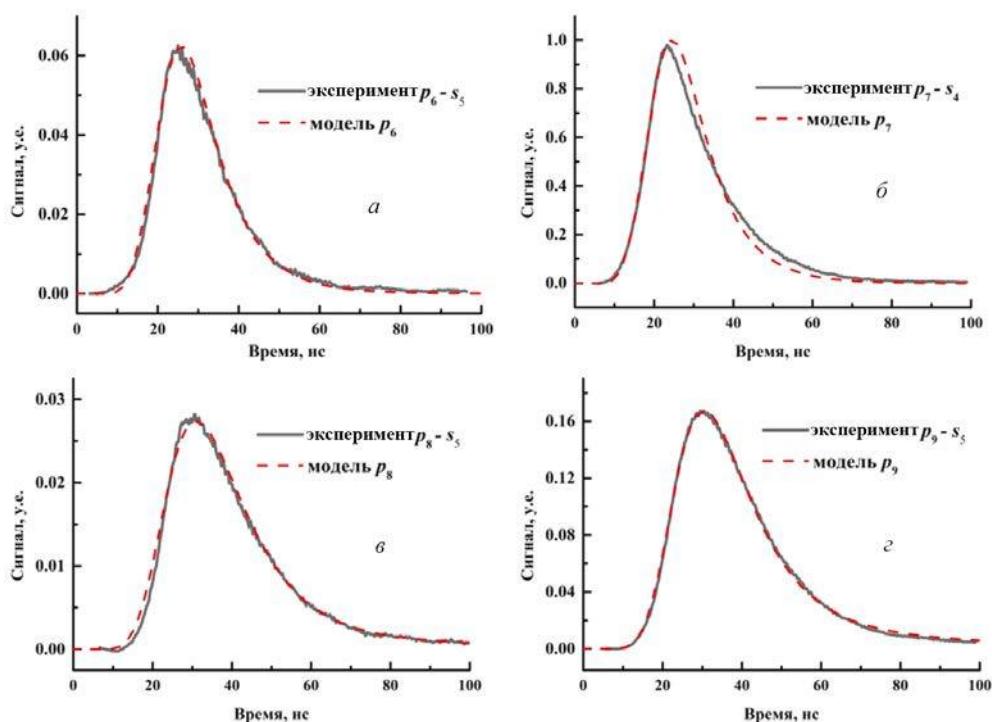 0.06
0.04
0.02
0.00
Сигнал, у.е.
эксперимент p6 - s5
модель p6
а
0 20 40 60 80 100
Время, нс
1.0
0.8
0.6
0.4
0.2
0.0
Сигнал, у.е.
эксперимент p7 - s4
модель p7
б
0 20 40 60 80 100
Время, нс
0.03
0.02
0.01
0.00
Сигнал, у.е.
эксперимент p8 - s5
модель p8
в
0 20 40 60 80 100
Время, нс
0.16
0.12
0.08
0.04
0.00
Сигнал, у.е.
эксперимент p9 - s5
модель p9
г
0 20 40 60 80 100
Время, нс